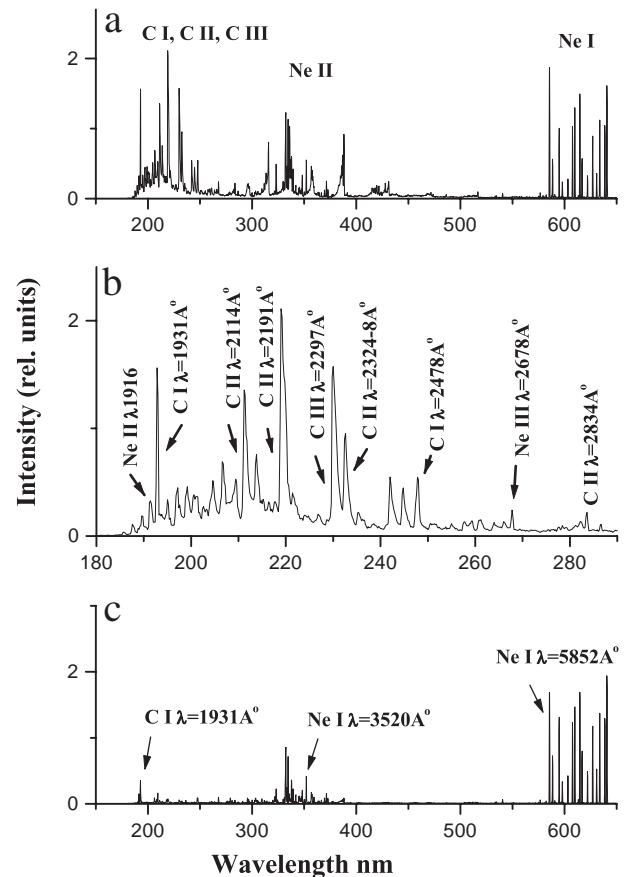 a
C I, C II, C III
Ne II
Ne I
2
0
200
300
400
500
600
b
Ne II λ1916
C I λ=1931A°
C II λ=2114A°
C II λ=2191A°
C III λ=2297A°
C II λ=2324-8A°
C I λ=2478A°
Ne III λ=2678A°
C II λ=2834A°
2
0
180
200
220
240
260
280
Intensity (rel. units)
c
C I λ=1931A°
Ne I λ=3520A°
Ne I λ=5852A°
2
0
200
300
400
500
600
Wavelength nm